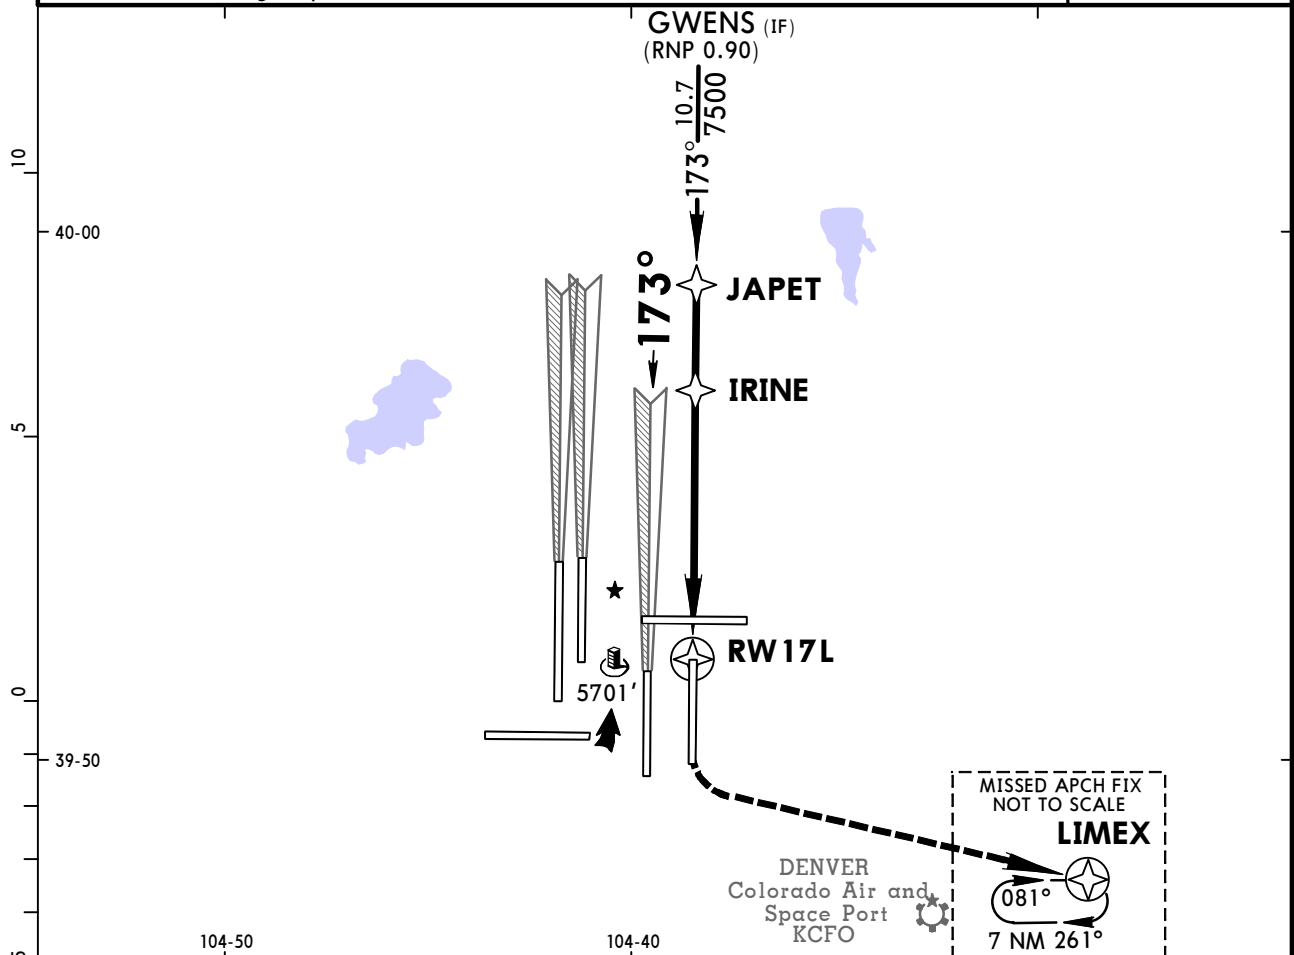 GWENS (IF)
(RNP 0.90)
10.7
7500
173°
10
40-00
173°
JAPET
IRINE
5
RW17L
5701'
0
39-50
MISSED APCH FIX
NOT TO SCALE
LIMEX
DENVER
Colorado Air and
Space Port
KCFO
081°
7 NM 261°
104-50
104-40